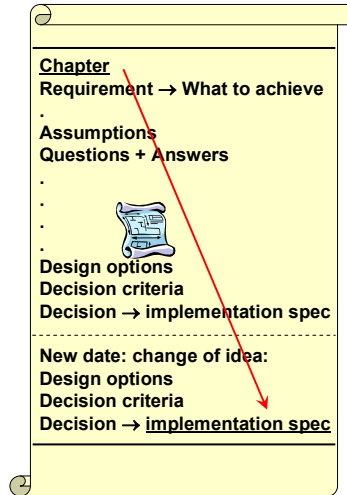 Chapter
Requirement → What to achieve
.
Assumptions
Questions + Answers
.
.
.
.
Design options
Decision criteria
Decision → implementation spec
New date: change of idea:
Design options
Decision criteria
Decision → implementation spec